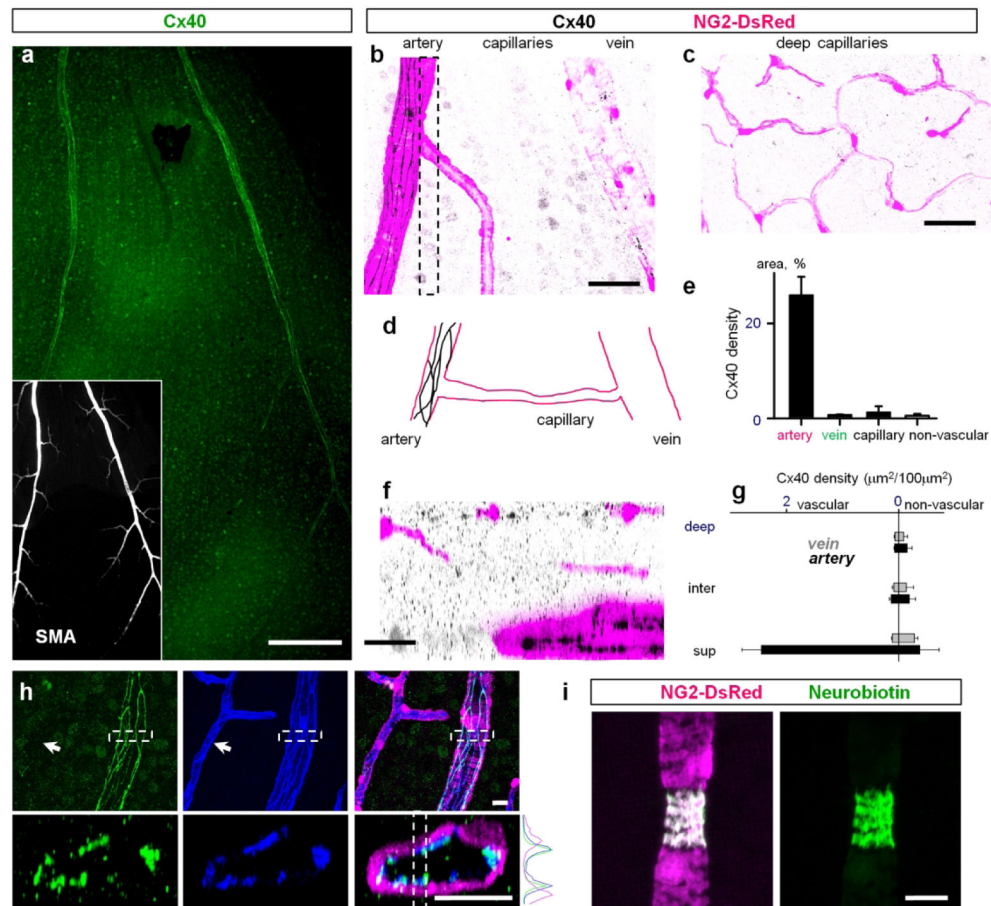 Cx40
Cx40 NG2-DsRed
a
artery capillaries vein
deep capillaries
b
c
d
artery
capillary
vein
e
area, %
Cx40 density
20
0
artery vein capillary non-vascular
f
g
Cx40 density (µm²/100µm²)
2 vascular 0 non-vascular
deep
vein
artery
inter
sup
SMA
h
i
NG2-DsRed Neurobiotin